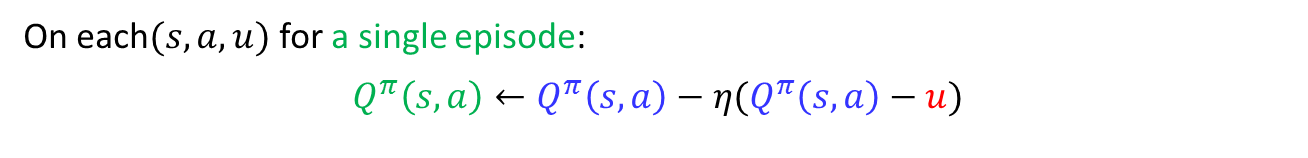 On each(s, a, u) for a single episode:
Q^π(s, a) ← Q^π(s, a) − η(Q^π(s, a) − u)